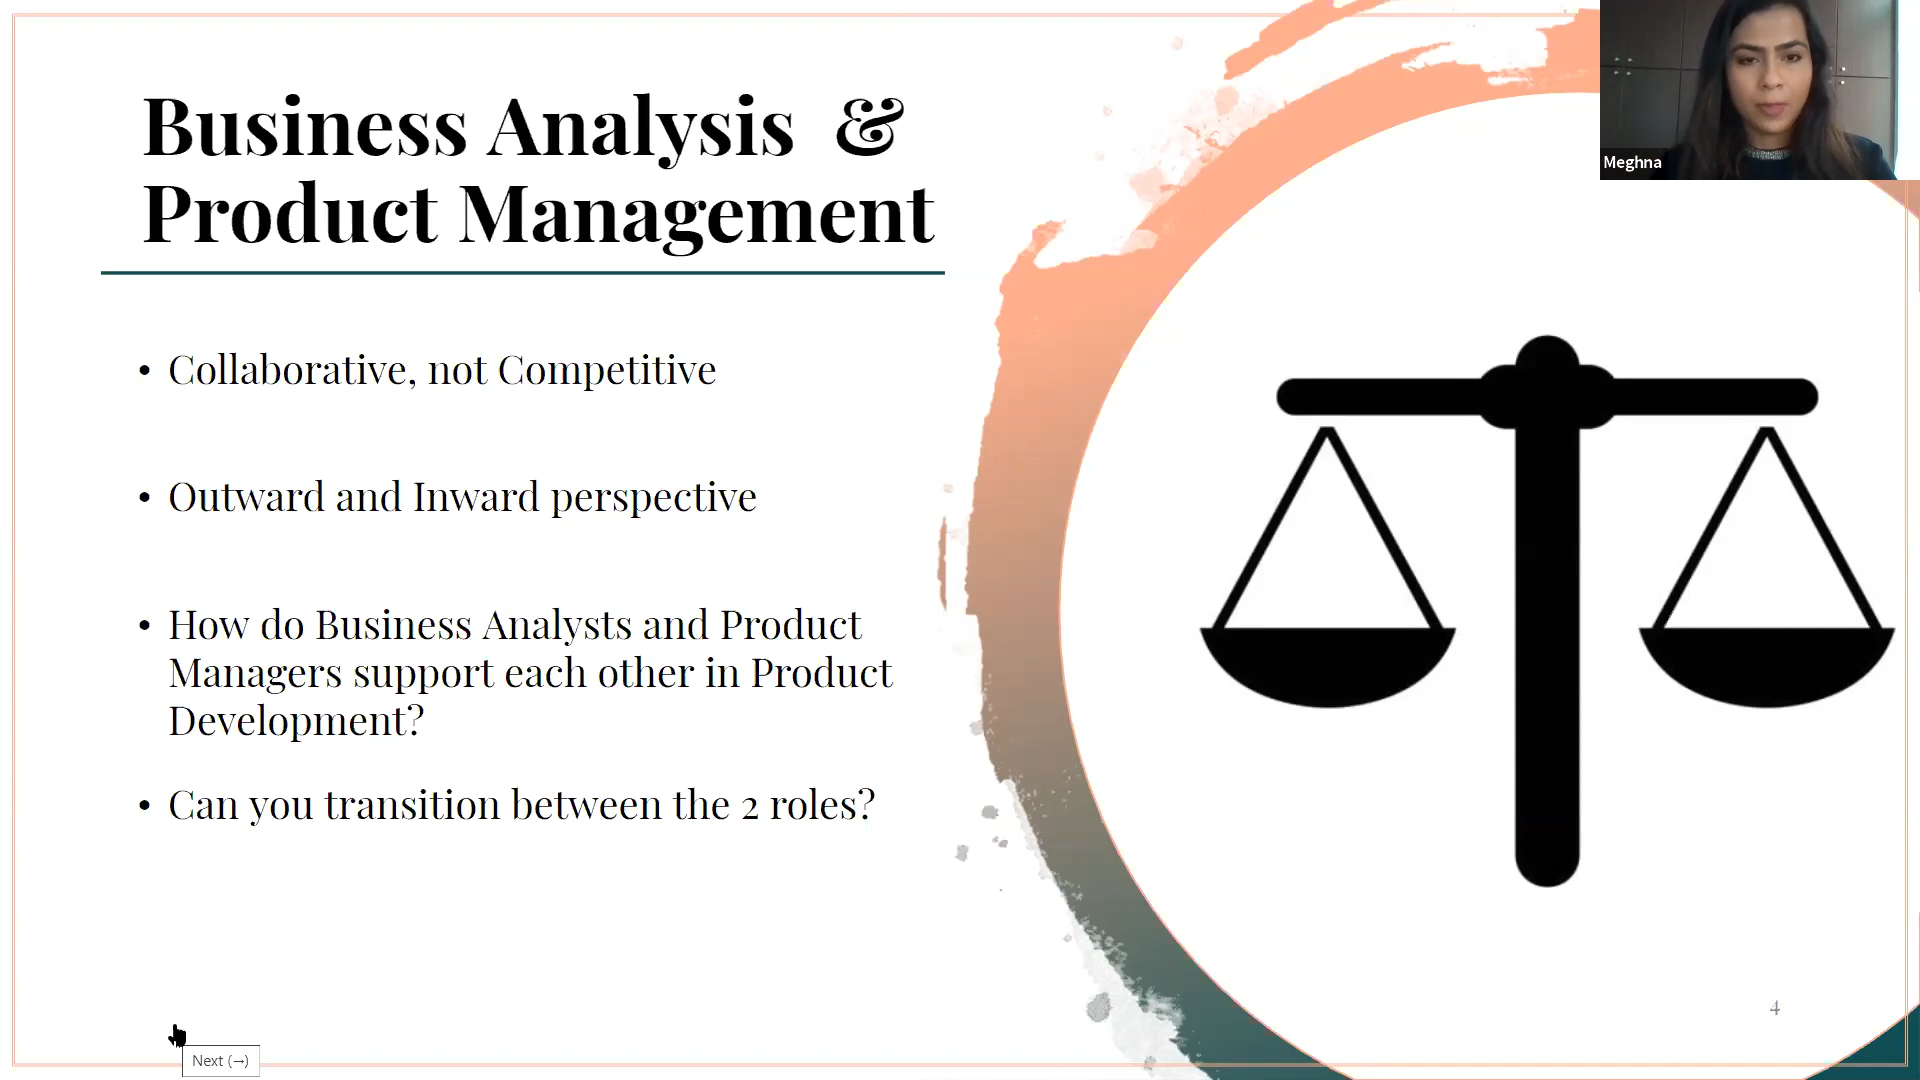 Business Analysis &
Product Management
• Collaborative, not Competitive
• Outward and Inward perspective
• How do Business Analysts and Product
Managers support each other in Product
Development?
• Can you transition between the 2 roles?
Meghna
4
Next (→)